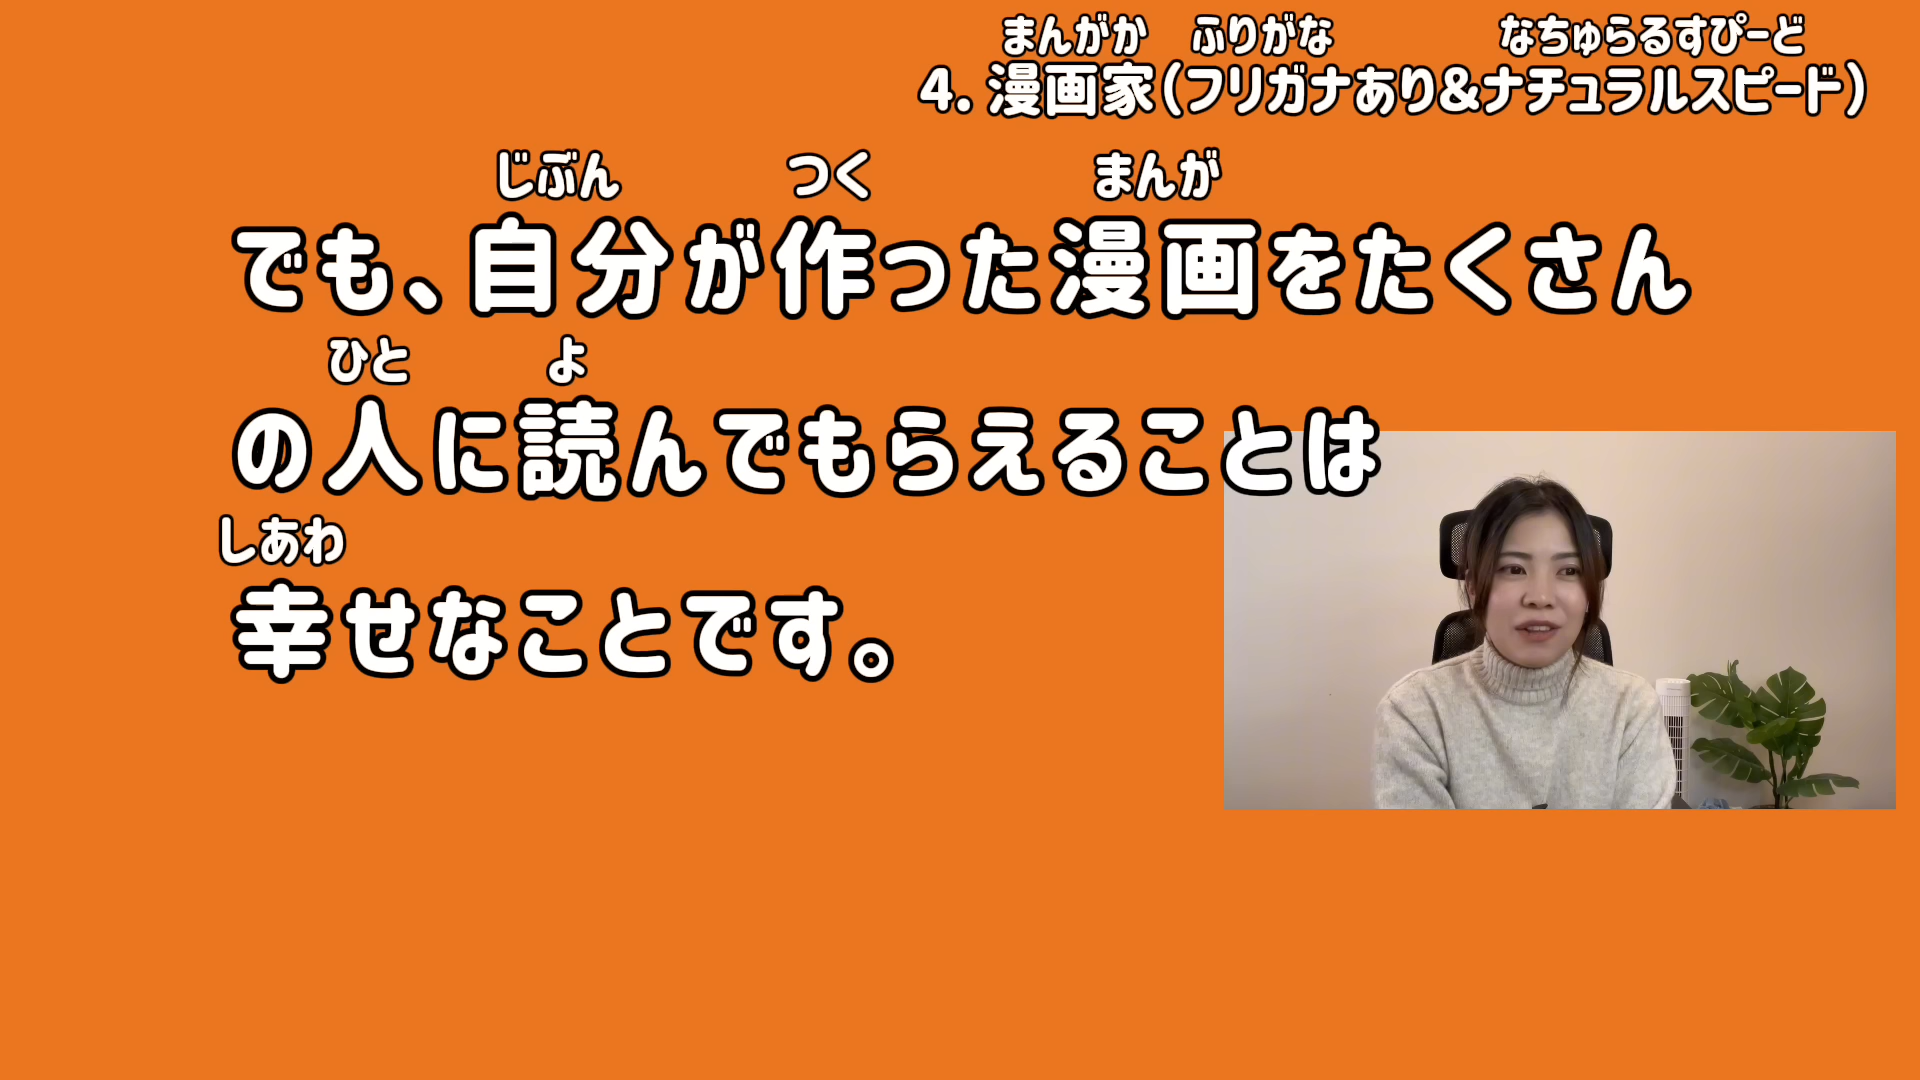 まんがか ふりがな なちゅらるすぴーど
4. 漫画家(フリガナあり&ナチュラルスピード)
じぶん つく まんが
でも、自分が作った漫画をたくさん
ひと よ
の人に読んでもらえることは
しあわ
幸せなことです。